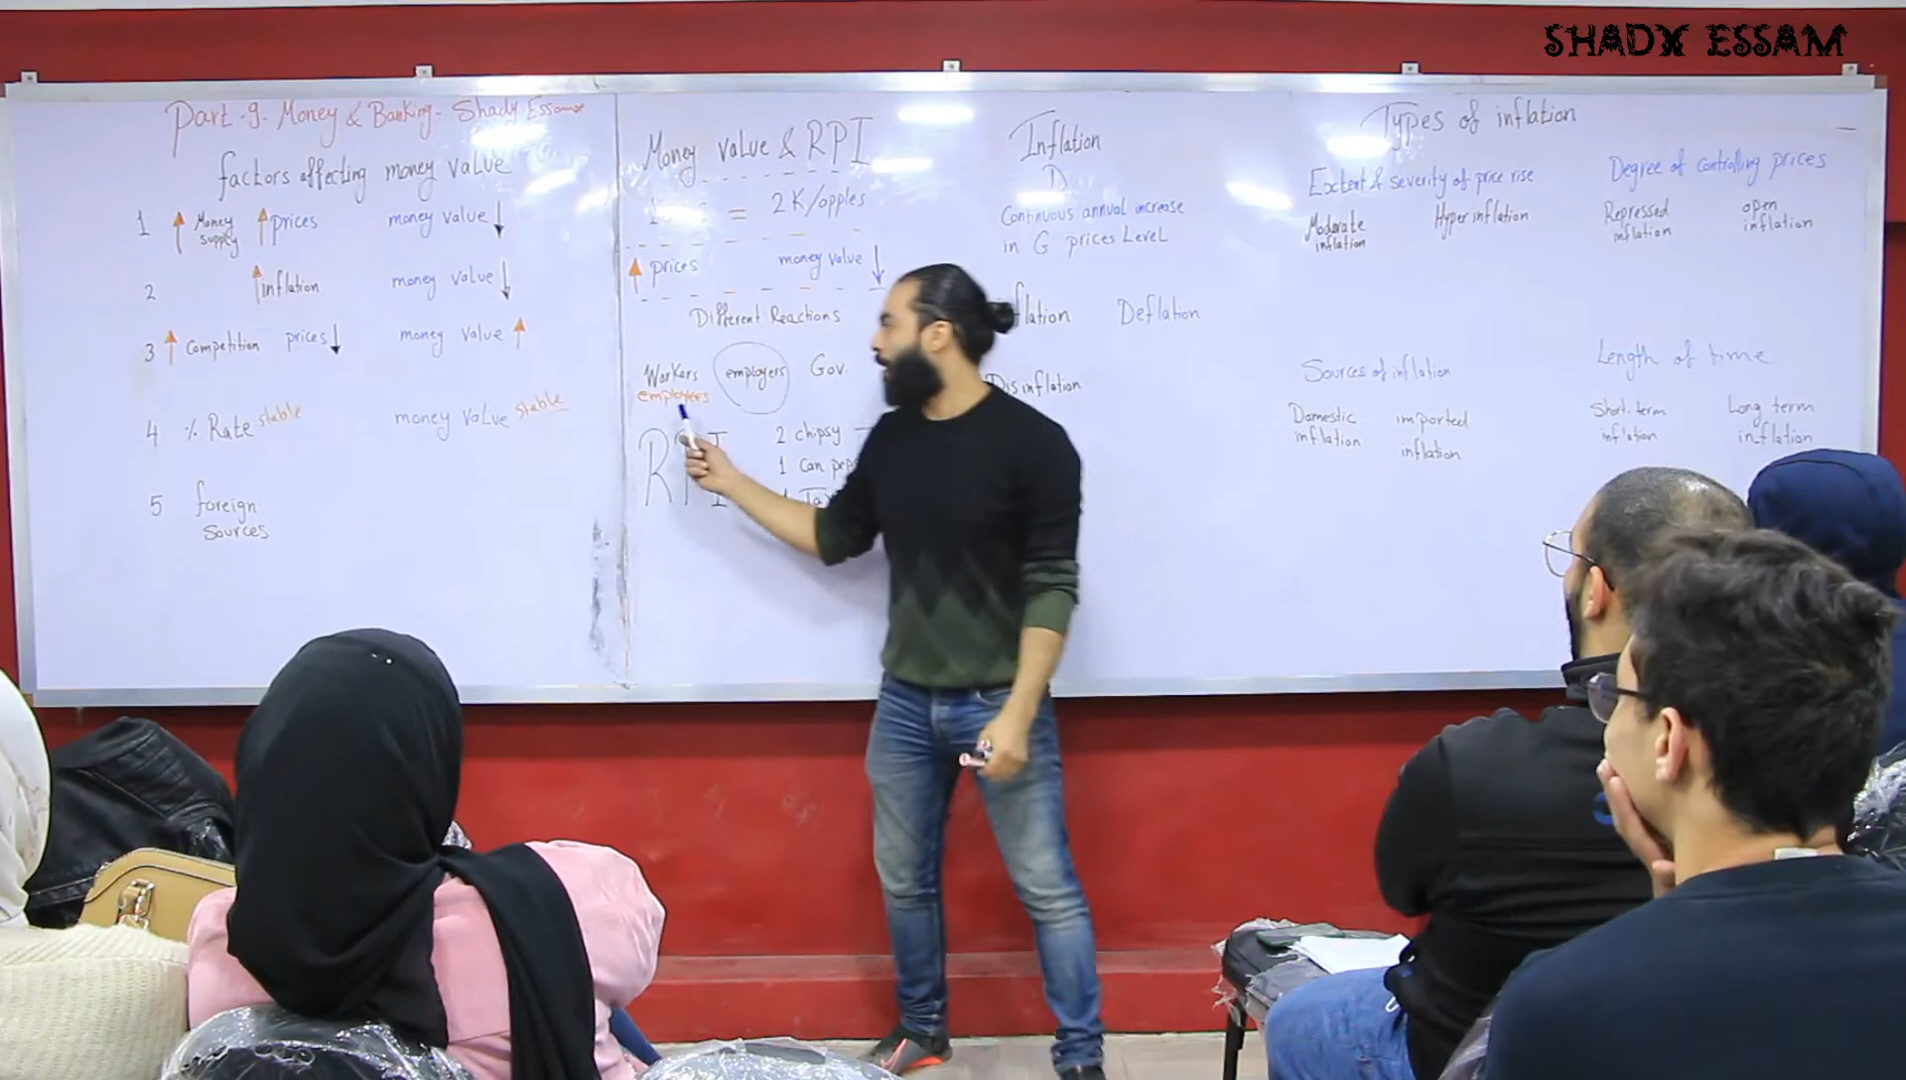 SHADY ESSAM
Part -9- Money & Banking - Shady Essam
factors affecting money value
1 Money supply prices money value
2 inflation money value
3 Competition prices money value
4 % Rate stable money value stable
5 foreign
Sources
Money value & RPI
= 2 K/apples
prices money value
Different Reactions
Workers employers Gov.
employees
RPI
2 chipsy
1 Can
Inflation
D
Continuous annual increase
in G prices Level
Deflation
Disinflation
Types of inflation
Extent & severity of price rise
Moderate
inflation
Hyper inflation
Degree of controlling prices
Repressed
inflation
open
inflation
Sources of inflation
Domestic
inflation
imported
inflation
Length of time
Short-term
inflation
Long term
inflation